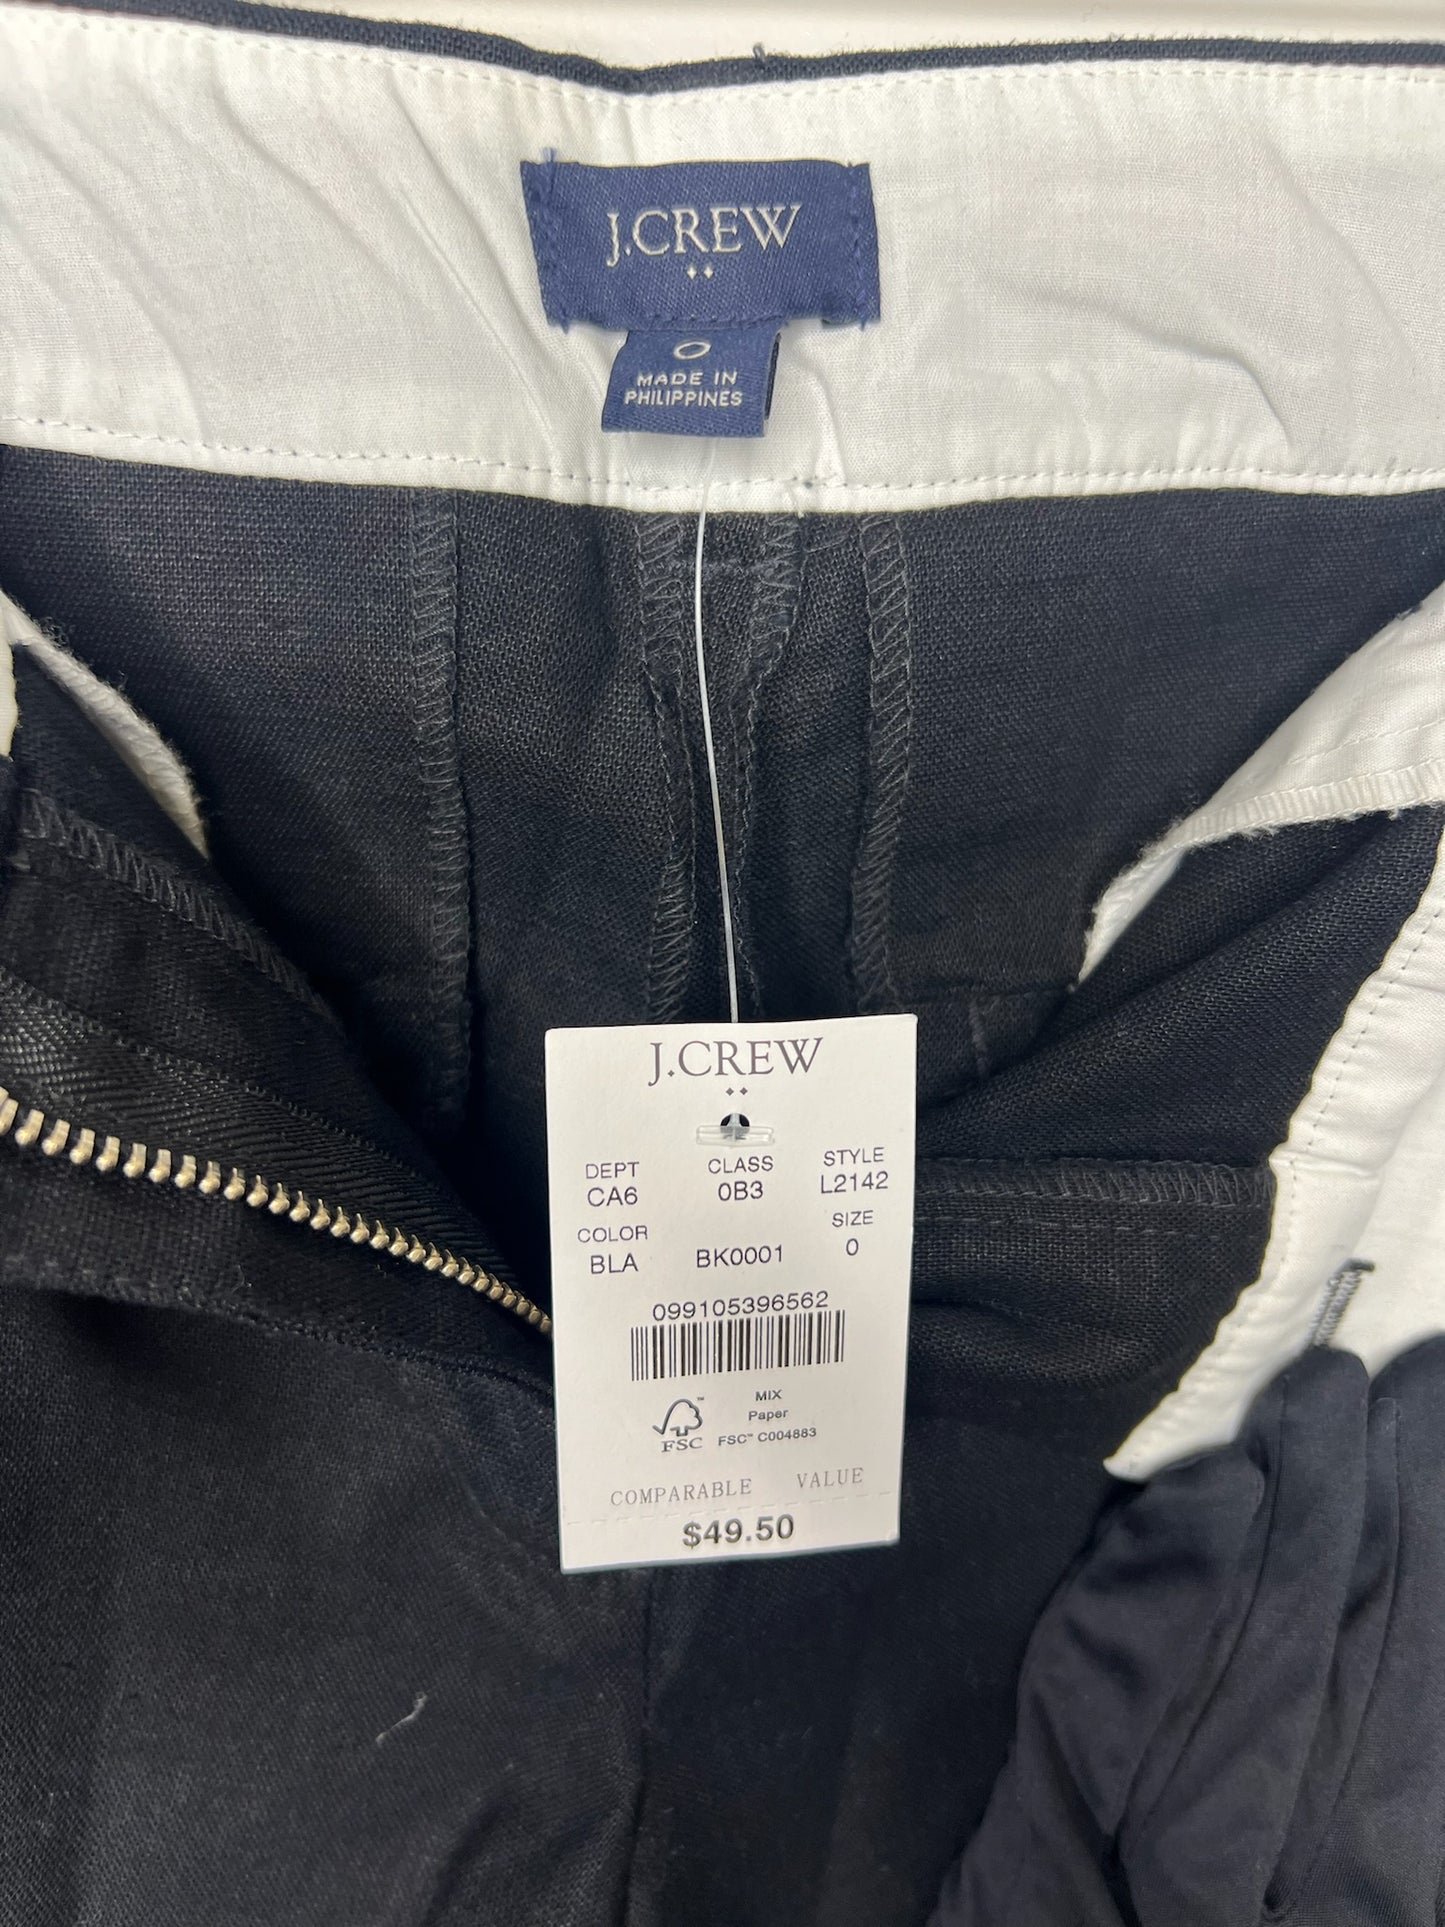 J.CREW
0
MADE IN
PHILIPPINES
J.CREW
DEPT CLASS STYLE
CA6 0B3 L2142
COLOR SIZE
BLA BK0001 0
099105396562
MIX
Paper
FSC™ FSC™ C004883
COMPARABLE VALUE
$49.50